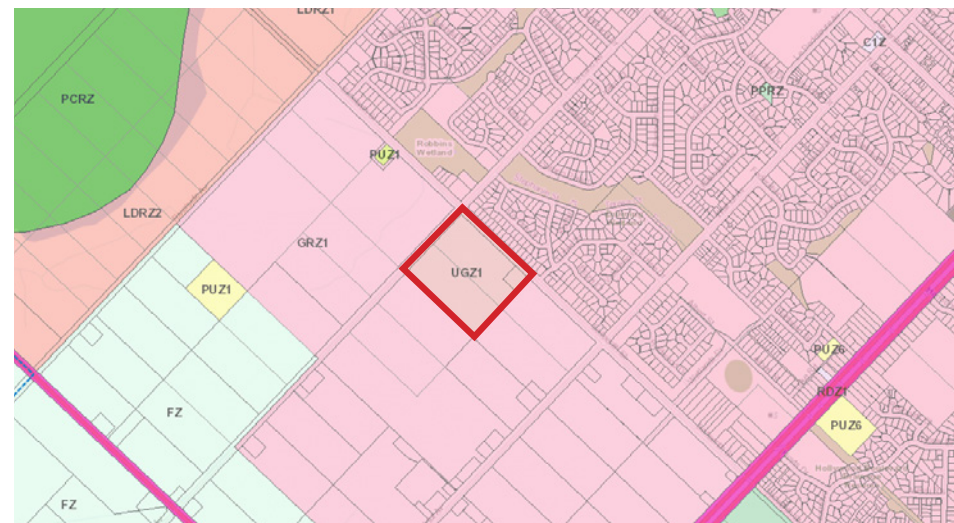 LDRZ1
C1Z
PCRZ
PPRZ
PUZ1
Robbins
Wetland
LDRZ2
GRZ1
UGZ1
PUZ1
PUZ6
RDZ1
FZ
PUZ6
FZ